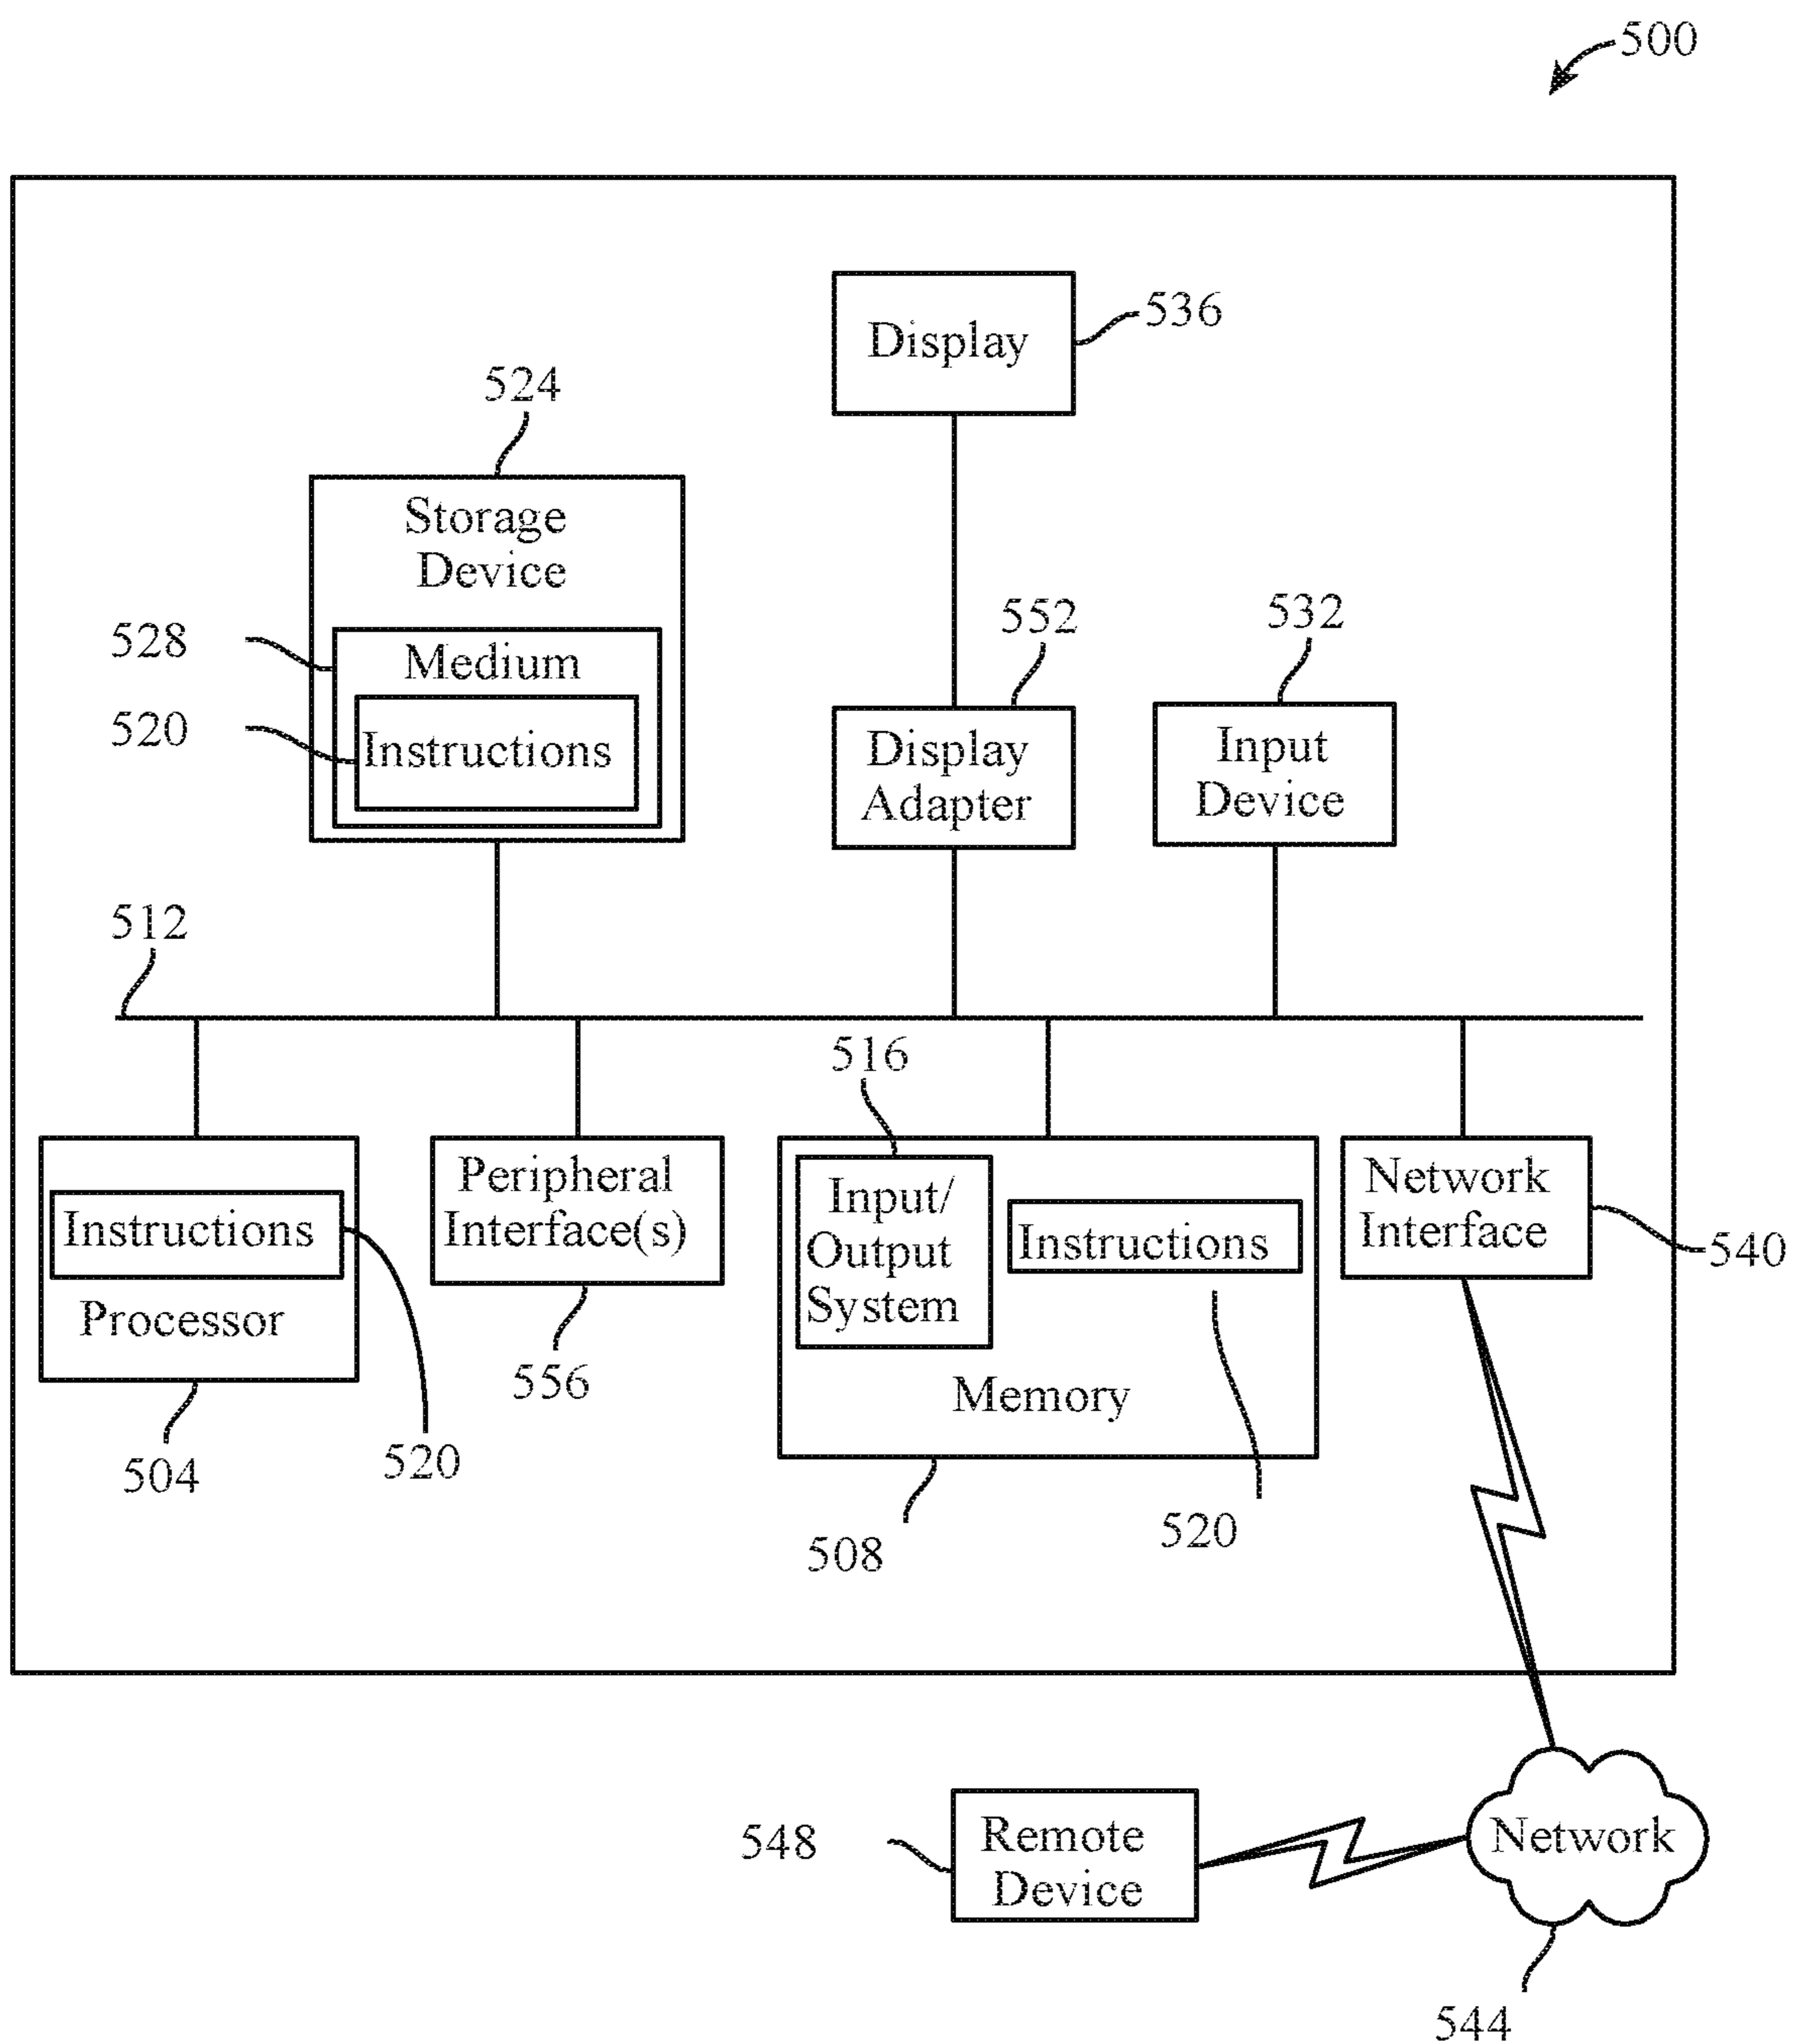 500
Display
536
524
Storage
Device
528
Medium
520
Instructions
552
Display
Adapter
532
Input
Device
512
516
Instructions
Processor
504
520
Peripheral
Interface(s)
556
Input/
Output
System
Instructions
Memory
508
520
Network
Interface
540
548
Remote
Device
Network
544